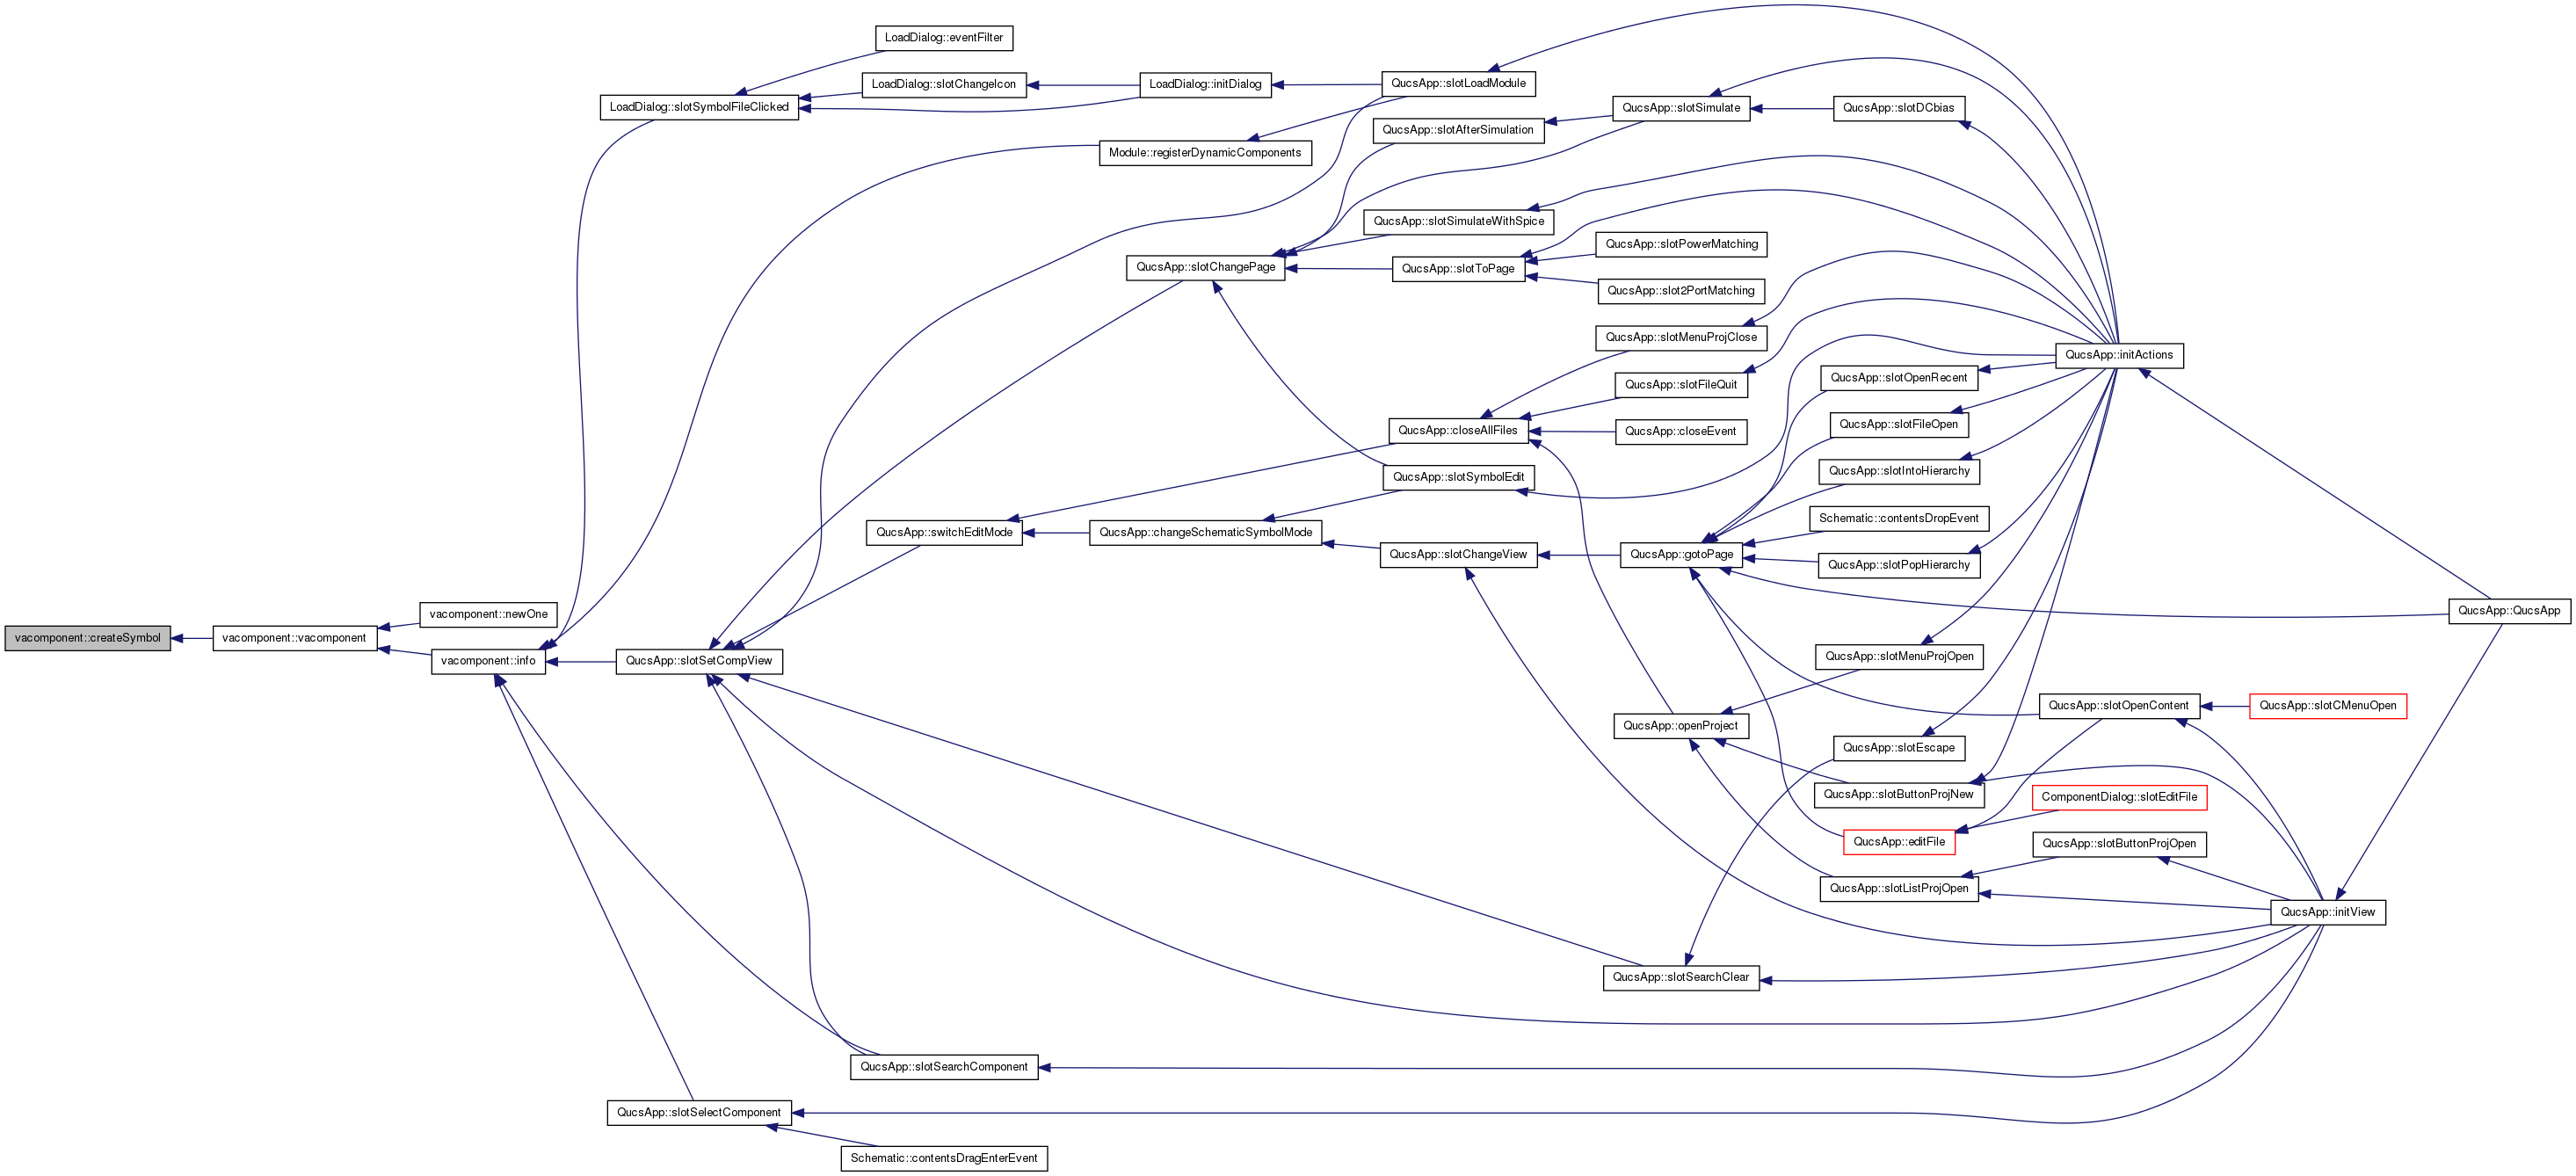 vacomponent::createSymbol
vacomponent::vacomponent
vacomponent::newOne
vacomponent::info
LoadDialog::slotSymbolFileClicked
QucsApp::slotSetCompView
QucsApp::slotSelectComponent
LoadDialog::eventFilter
LoadDialog::slotChangeIcon
QucsApp::switchEditMode
QucsApp::slotSearchComponent
Schematic::contentsDragEnterEvent
LoadDialog::initDialog
Module::registerDynamicComponents
QucsApp::slotChangePage
QucsApp::changeSchematicSymbolMode
QucsApp::slotLoadModule
QucsApp::slotAfterSimulation
QucsApp::slotSimulateWithSpice
QucsApp::slotToPage
QucsApp::closeAllFiles
QucsApp::slotSymbolEdit
QucsApp::slotChangeView
QucsApp::slotSimulate
QucsApp::slotPowerMatching
QucsApp::slot2PortMatching
QucsApp::slotMenuProjClose
QucsApp::slotFileQuit
QucsApp::closeEvent
QucsApp::gotoPage
QucsApp::openProject
QucsApp::slotSearchClear
QucsApp::slotDCbias
QucsApp::slotOpenRecent
QucsApp::slotFileOpen
QucsApp::slotIntoHierarchy
Schematic::contentsDropEvent
QucsApp::slotPopHierarchy
QucsApp::slotMenuProjOpen
QucsApp::slotEscape
QucsApp::slotButtonProjNew
QucsApp::editFile
QucsApp::slotListProjOpen
QucsApp::initActions
QucsApp::slotOpenContent
ComponentDialog::slotEditFile
QucsApp::slotButtonProjOpen
QucsApp::slotCMenuOpen
QucsApp::initView
QucsApp::QucsApp